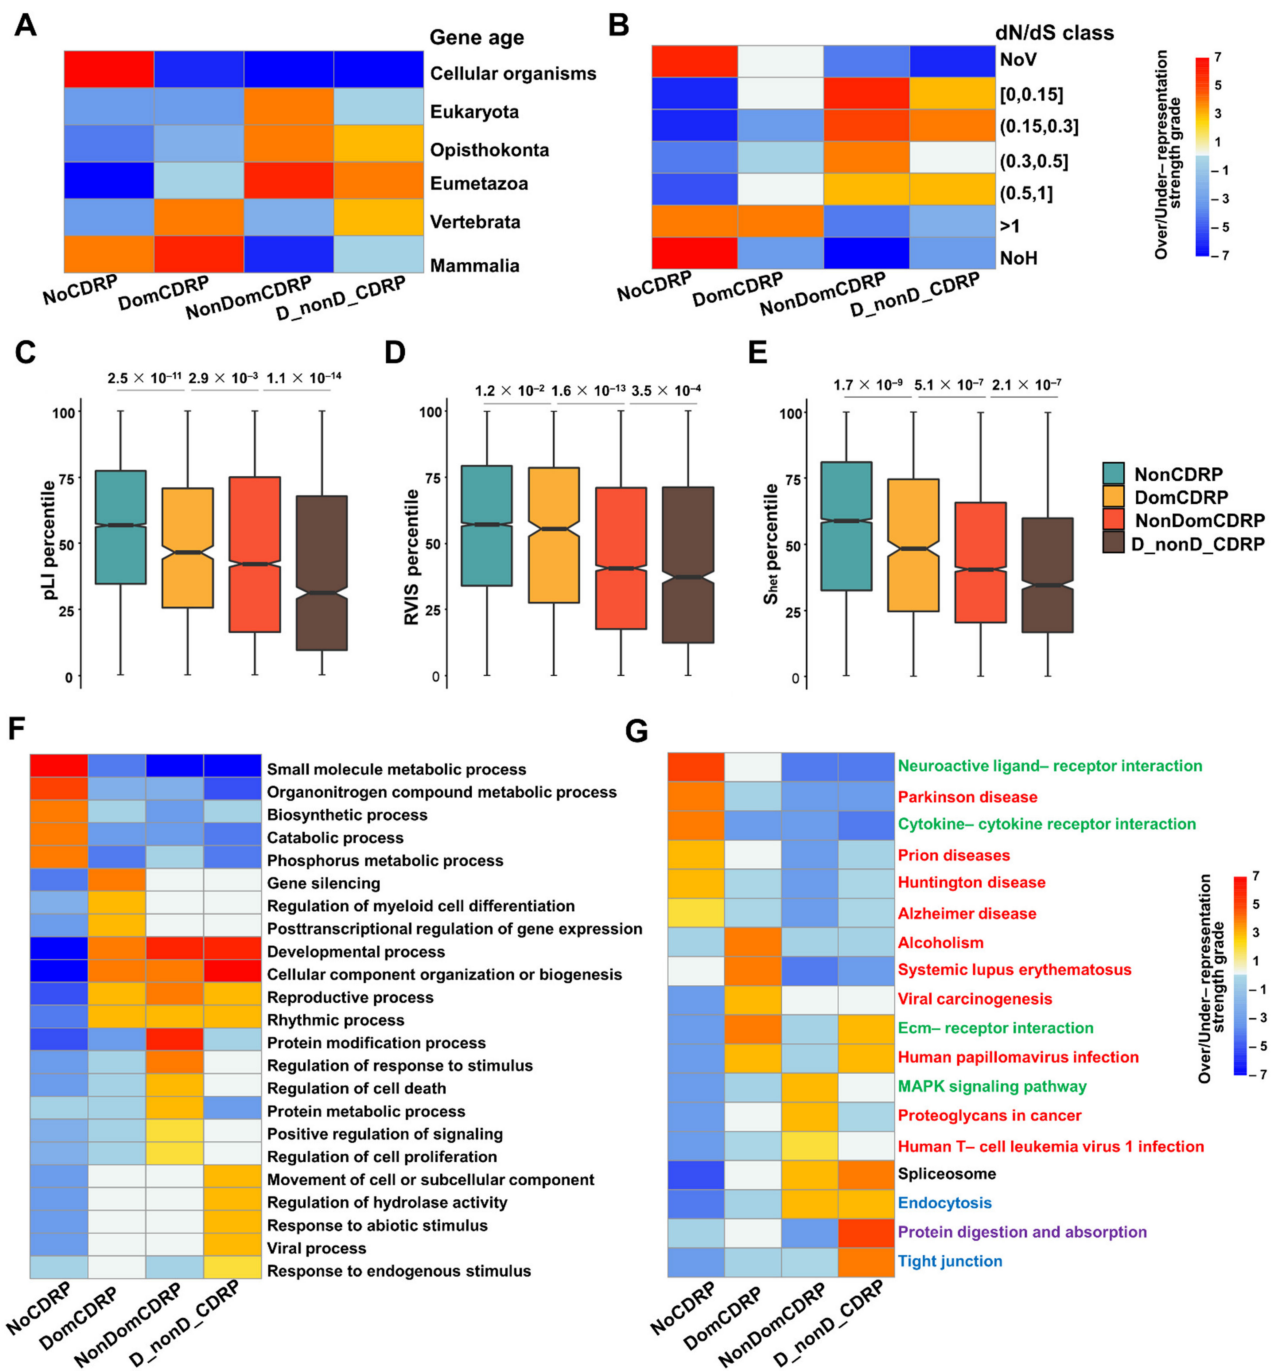 A
Gene age
Cellular organisms
Eukaryota
Opisthokonta
Eumetazoa
Vertebrata
Mammalia
NoCDRP
DomCDRP
NonDomCDRP
D_nonD_CDRP
B
dN/dS class
NoV
[0,0.15]
(0.15,0.3]
(0.3,0.5]
(0.5,1]
>1
NoH
NoCDRP
DomCDRP
NonDomCDRP
D_nonD_CDRP
Over/Under– representation
strength grade
7
5
3
1
– 1
– 3
– 5
– 7
C
2.5 × 10⁻¹¹
2.9 × 10⁻³
1.1 × 10⁻¹⁴
pLI percentile
100
75
50
25
0
D
1.2 × 10⁻²
1.6 × 10⁻¹³
3.5 × 10⁻⁴
RVIS percentile
100
75
50
25
0
E
1.7 × 10⁻⁹
5.1 × 10⁻⁷
2.1 × 10⁻⁷
Shet percentile
100
75
50
25
0
NonCDRP
DomCDRP
NonDomCDRP
D_nonD_CDRP
F
Small molecule metabolic process
Organonitrogen compound metabolic process
Biosynthetic process
Catabolic process
Phosphorus metabolic process
Gene silencing
Regulation of myeloid cell differentiation
Posttranscriptional regulation of gene expression
Developmental process
Cellular component organization or biogenesis
Reproductive process
Rhythmic process
Protein modification process
Regulation of response to stimulus
Regulation of cell death
Protein metabolic process
Positive regulation of signaling
Regulation of cell proliferation
Movement of cell or subcellular component
Regulation of hydrolase activity
Response to abiotic stimulus
Viral process
Response to endogenous stimulus
NoCDRP
DomCDRP
NonDomCDRP
D_nonD_CDRP
G
Neuroactive ligand– receptor interaction
Parkinson disease
Cytokine– cytokine receptor interaction
Prion diseases
Huntington disease
Alzheimer disease
Alcoholism
Systemic lupus erythematosus
Viral carcinogenesis
Ecm– receptor interaction
Human papillomavirus infection
MAPK signaling pathway
Proteoglycans in cancer
Human T– cell leukemia virus 1 infection
Spliceosome
Endocytosis
Protein digestion and absorption
Tight junction
NoCDRP
DomCDRP
NonDomCDRP
D_nonD_CDRP
Over/Under– representation
strength grade
7
5
3
1
– 1
– 3
– 5
– 7